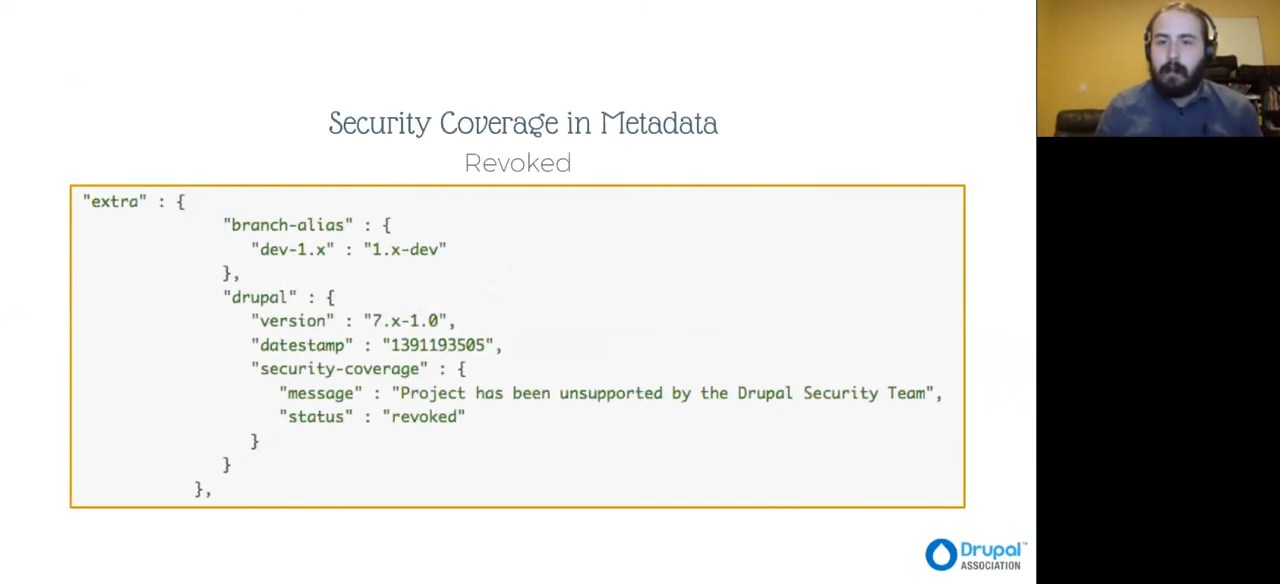 Security Coverage in Metadata
Revoked
"extra" : {
"branch-alias" : {
"dev-1.x" : "1.x-dev"
},
"drupal" : {
"version" : "7.x-1.0",
"datestamp" : "1391193505",
"security-coverage" : {
"message" : "Project has been unsupported by the Drupal Security Team",
"status" : "revoked"
}
}
},
Drupal™
ASSOCIATION